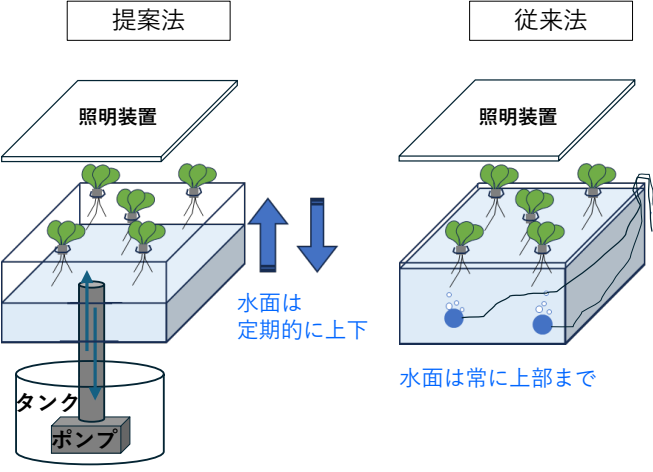 提案法
従来法
照明装置
照明装置
水面は
定期的に上下
水面は常に上部まで
タンク
ポンプ